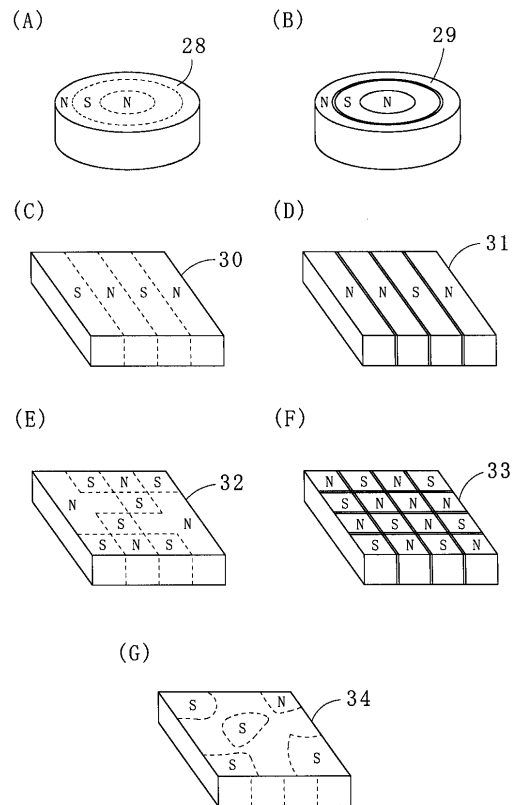 (A) (B)
28 29
N S N N S N
(C) (D)
30 31
S N S N N N S N
(E) (F)
32 33
S N S S N S N
N S S N S N
S N N S N S
S N S S N S N
(G)
34
S N
S
S S